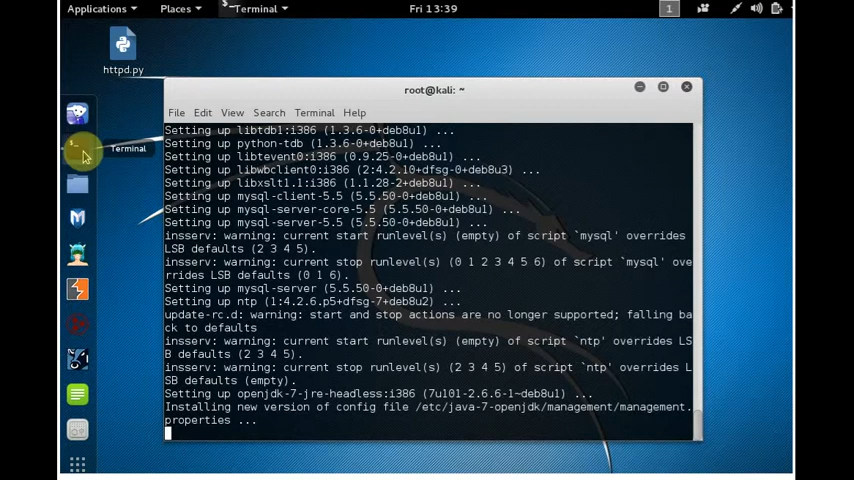 Applications
Places
Terminal
Fri 13:39
1
httpd.py
root@kali: ~
File Edit View Search Terminal Help
Terminal
Setting up libtdb1:i386 (1.3.6-0+deb8u1) ...
Setting up python-tdb (1.3.6-0+deb8u1) ...
Setting up libtevent0:i386 (0.9.25-0+deb8u1) ...
Setting up libwbclient0:i386 (2:4.2.10+dfsg-0+deb8u3) ...
Setting up libxslt1.1:i386 (1.1.28-2+deb8u1) ...
Setting up mysql-client-5.5 (5.5.50-0+deb8u1) ...
Setting up mysql-server-core-5.5 (5.5.50-0+deb8u1) ...
Setting up mysql-server-5.5 (5.5.50-0+deb8u1) ...
insserv: warning: current start runlevel(s) (empty) of script `mysql' overrides
LSB defaults (2 3 4 5).
insserv: warning: current stop runlevel(s) (0 1 2 3 4 5 6) of script `mysql' ove
rrides LSB defaults (0 1 6).
Setting up mysql-server (5.5.50-0+deb8u1) ...
Setting up ntp (1:4.2.6.p5+dfsg-7+deb8u2) ...
update-rc.d: warning: start and stop actions are no longer supported; falling ba
ck to defaults
insserv: warning: current start runlevel(s) (empty) of script `ntp' overrides LS
B defaults (2 3 4 5).
insserv: warning: current stop runlevel(s) (2 3 4 5) of script `ntp' overrides L
SB defaults (empty).
Setting up openjdk-7-jre-headless:i386 (7u101-2.6.6-1~deb8u1) ...
Installing new version of config file /etc/java-7-openjdk/management/management.
properties ...